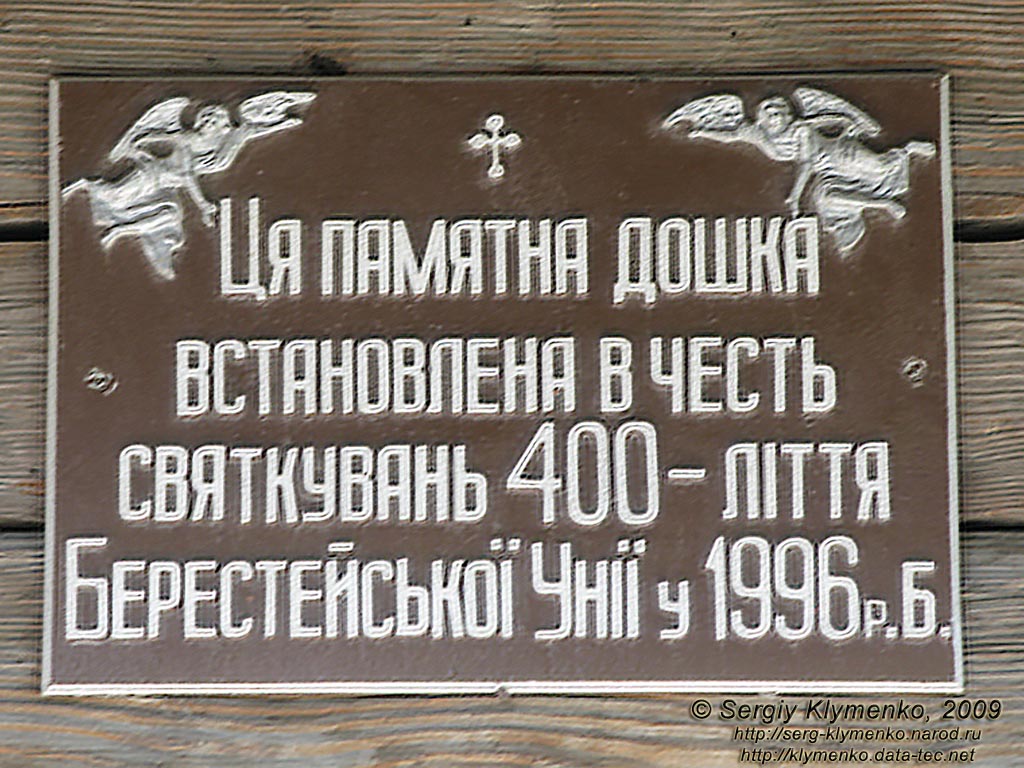 Ця памятна дошка
встановлена в честь
святкувань 400-ліття
Берестейської Унії у 1996р.Б.
© Sergiy Klymenko, 2009
http://serg-klymenko.narod.ru
http://klymenko.data-tec.net